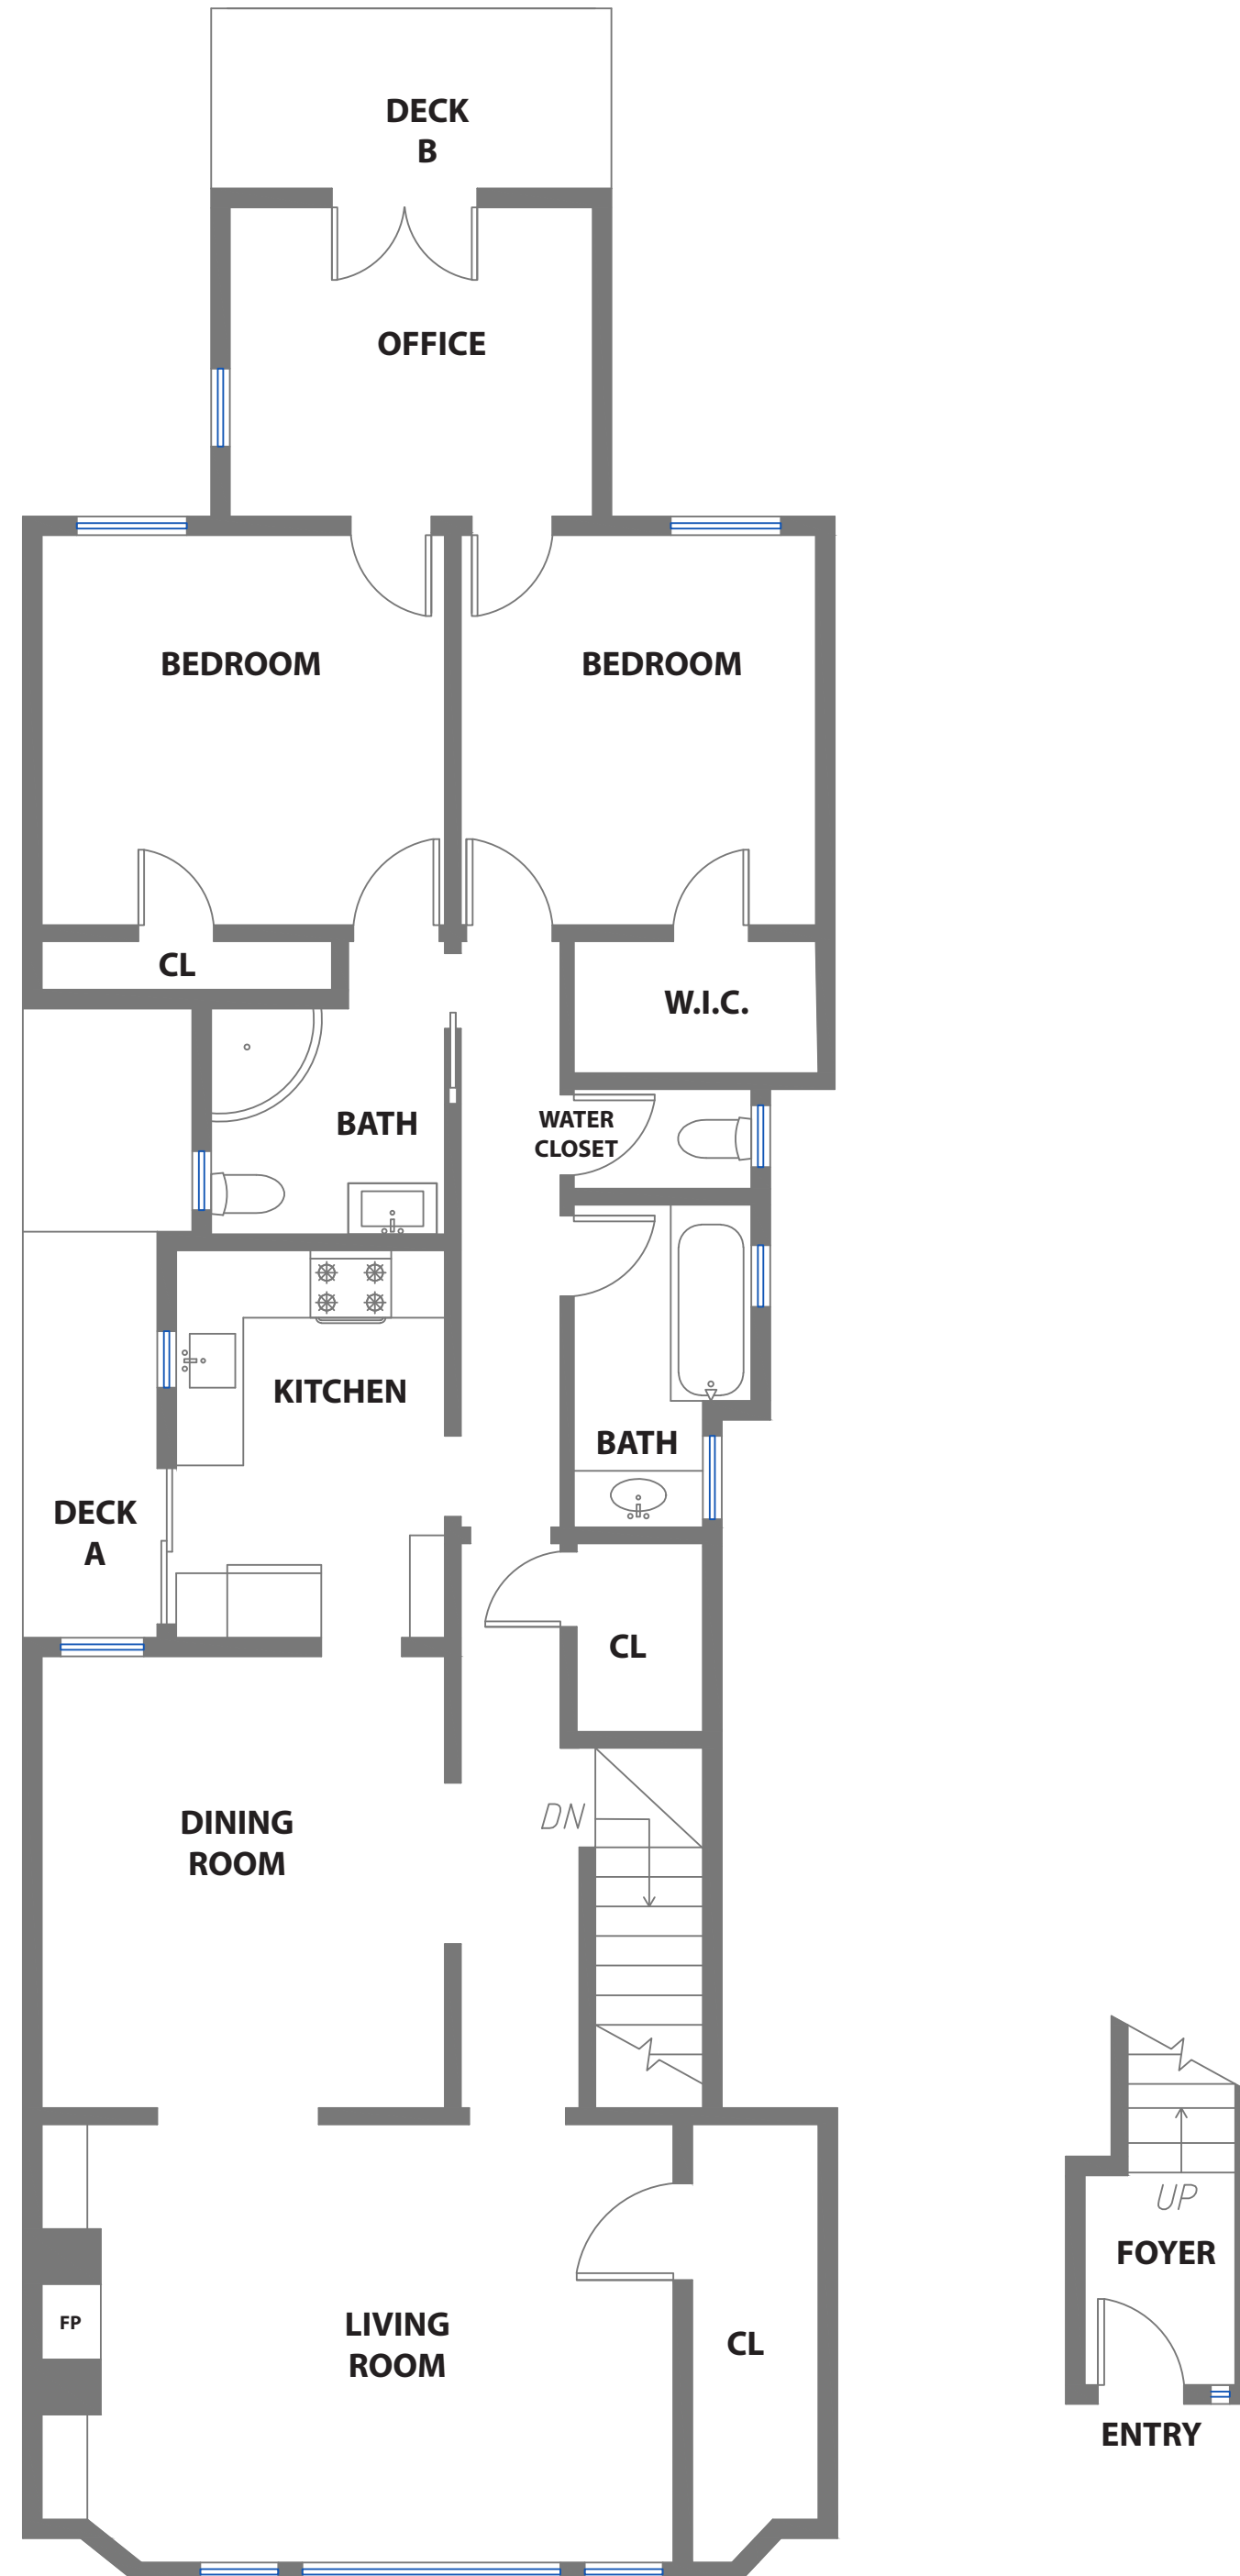 DECK
B
OFFICE
BEDROOM
BEDROOM
CL
W.I.C.
BATH
WATER
CLOSET
KITCHEN
BATH
DECK
A
CL
DINING
ROOM
DN
UP
FOYER
FP
LIVING
ROOM
CL
ENTRY